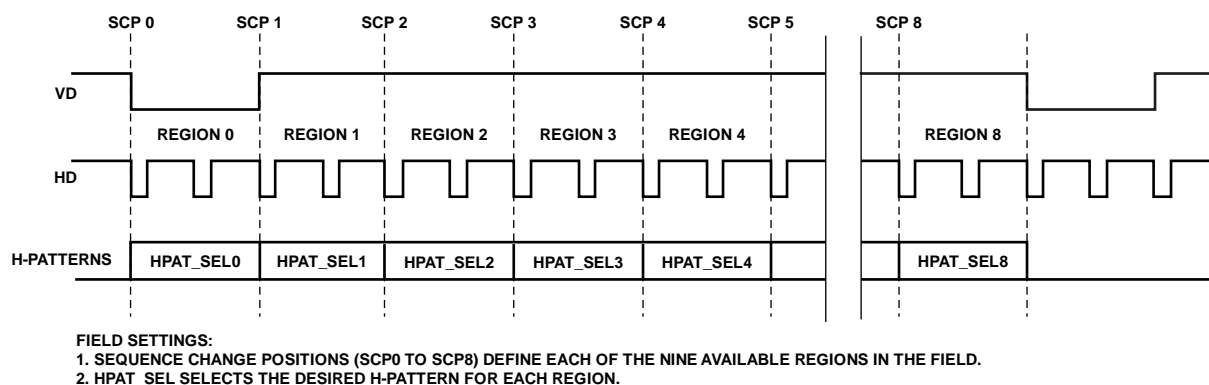 SCP 0 SCP 1 SCP 2 SCP 3 SCP 4 SCP 5 SCP 8
VD
REGION 0 REGION 1 REGION 2 REGION 3 REGION 4 REGION 8
HD
H-PATTERNS HPAT_SEL0 HPAT_SEL1 HPAT_SEL2 HPAT_SEL3 HPAT_SEL4 HPAT_SEL8
FIELD SETTINGS:
1. SEQUENCE CHANGE POSITIONS (SCP0 TO SCP8) DEFINE EACH OF THE NINE AVAILABLE REGIONS IN THE FIELD.
2. HPAT_SEL SELECTS THE DESIRED H-PATTERN FOR EACH REGION.